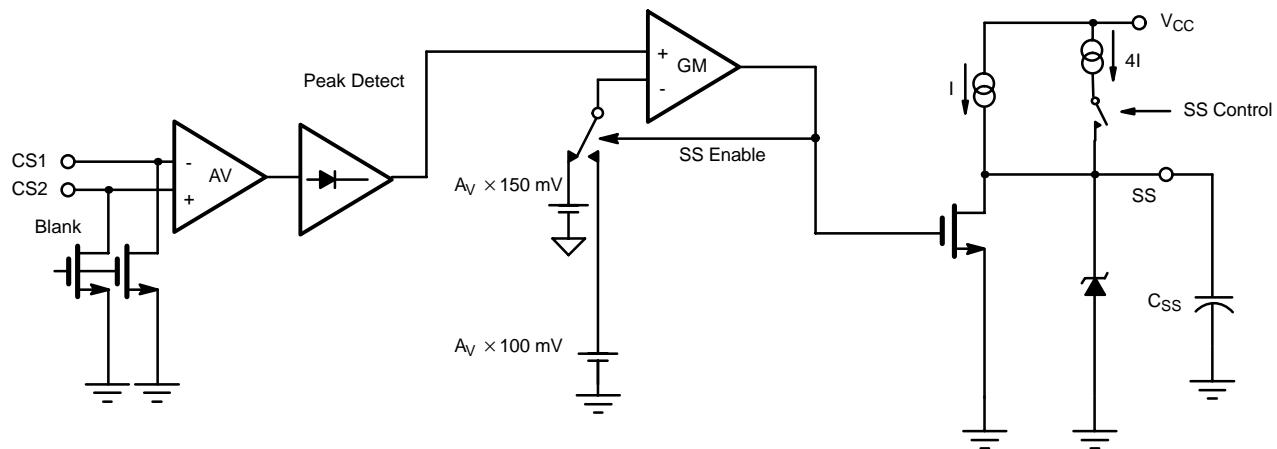 V_CC
Peak Detect
+
GM
-
I
4I
SS Control
CS1
CS2
-
AV
+
SS Enable
A_V × 150 mV
SS
Blank
C_SS
A_V × 100 mV